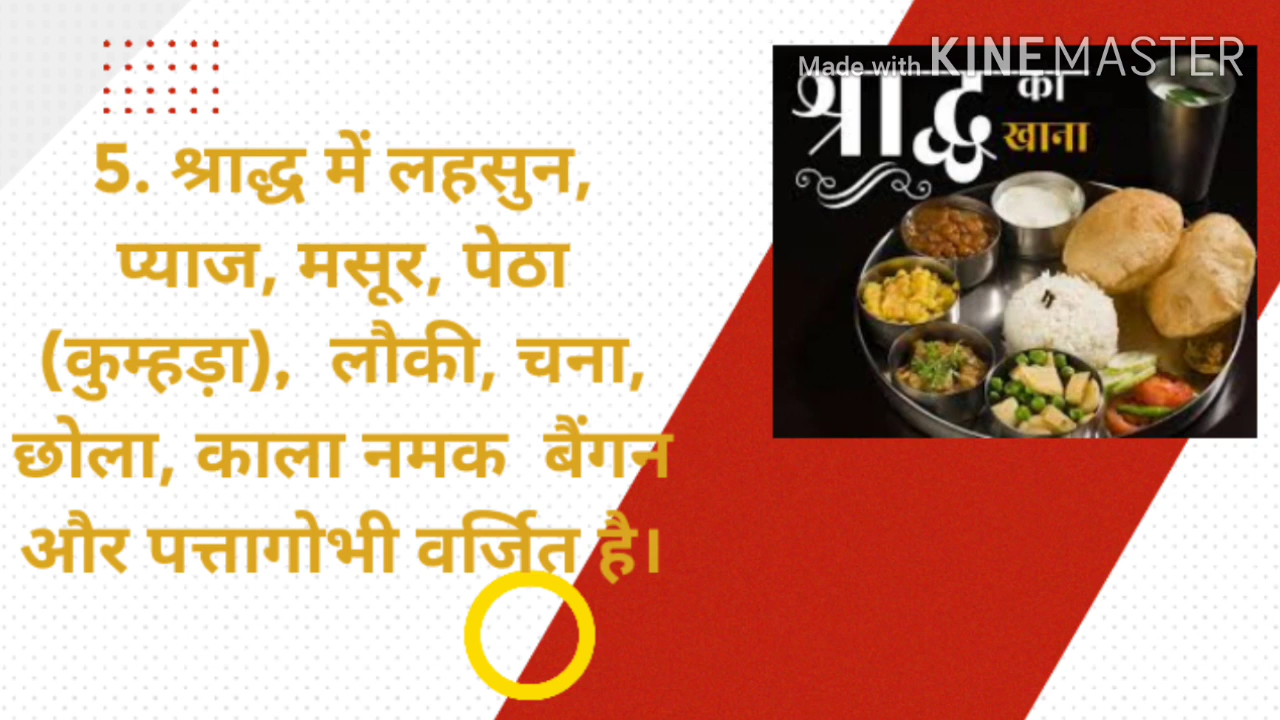 5. श्राद्ध में लहसुन,
प्याज, मसूर, पेठा
(कुम्हड़ा),  लौकी, चना,
छोला, काला नमक  बैंगन
और पत्तागोभी वर्जित है।
Made with KINEMASTER
श्राद्ध का
खाना